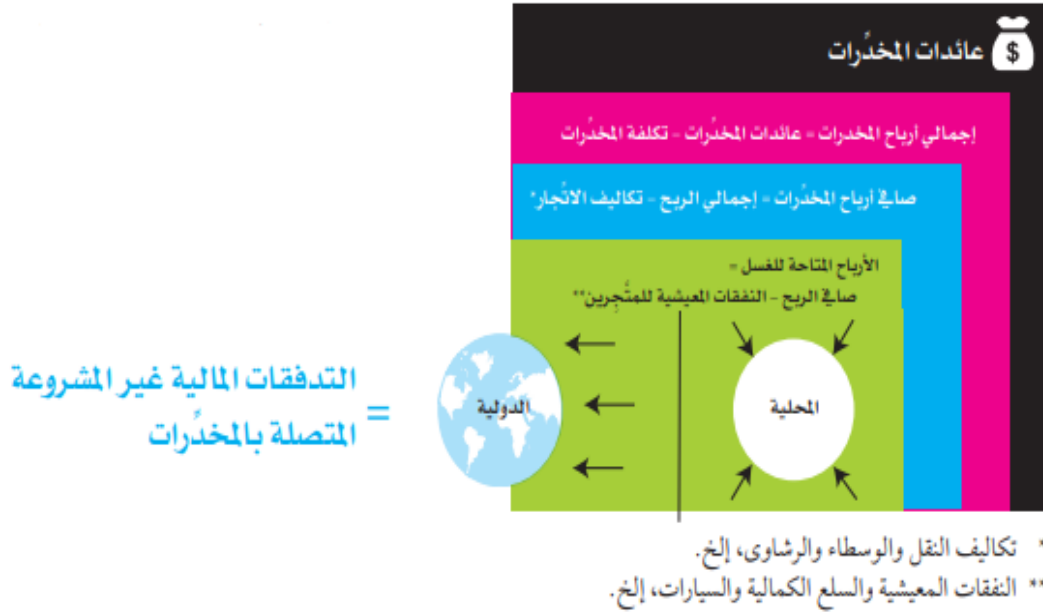 $ عائدات المخدِّرات
إجمالي أرباح المخدرات = عائدات المخدِّرات - تكلفة المخدِّرات
صافي أرباح المخدِّرات = إجمالي الربح - تكاليف الاتِّجار*
الأرباح المتاحة للغسل =
صافي الربح - النفقات المعيشية للمتَّجِرين**
المحلية
الدولية
= التدفقات المالية غير المشروعة
المتصلة بالمخدِّرات
* تكاليف النقل والوسطاء والرشاوى، إلخ.
** النفقات المعيشية والسلع الكمالية والسيارات، إلخ.